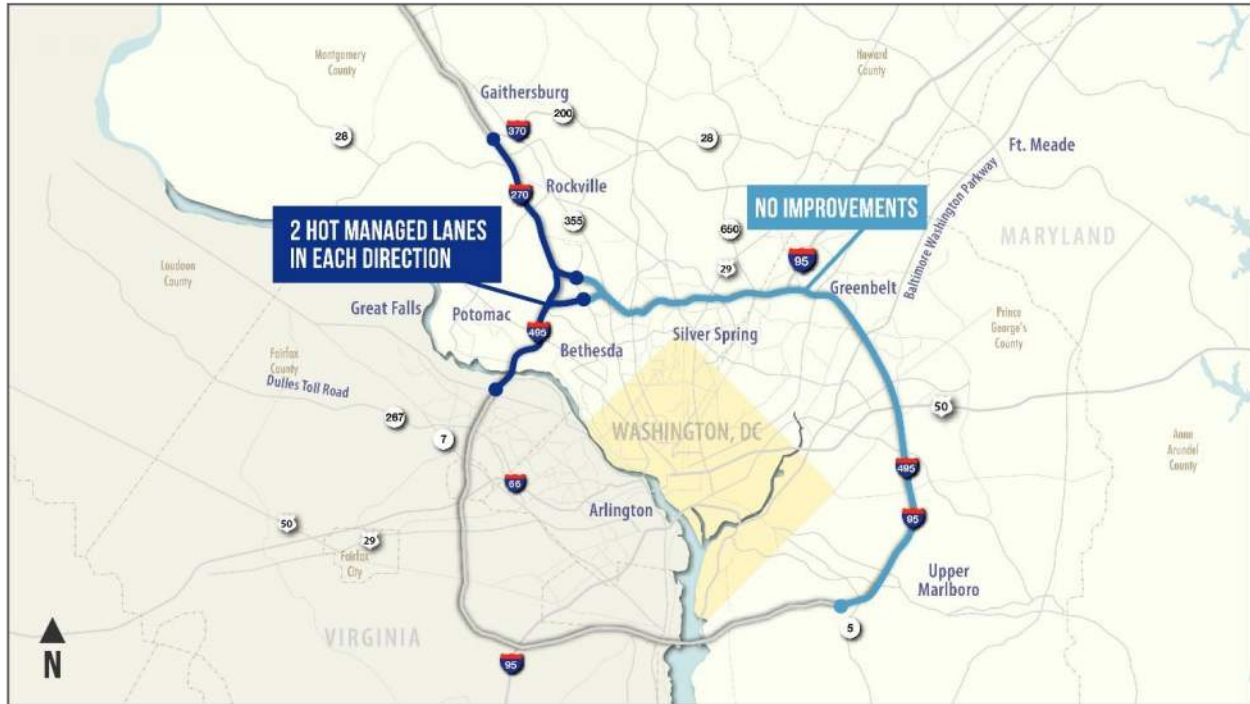 Montgomery
County
Howard
County
Gaithersburg
200
370
28
28
Ft. Meade
Rockville
270
NO IMPROVEMENTS
355
650
2 HOT MANAGED LANES
IN EACH DIRECTION
MARYLAND
29
95
Baltimore Washington Parkway
Loudoun
County
Greenbelt
Great Falls
Potomac
495
Silver Spring
Prince
George's
County
Bethesda
Fairfax
County
Dulles Toll Road
267
7
50
WASHINGTON, DC
Anne
Arundel
County
495
66
Arlington
50
29
95
Fairfax
City
Upper
Marlboro
5
VIRGINIA
N
95